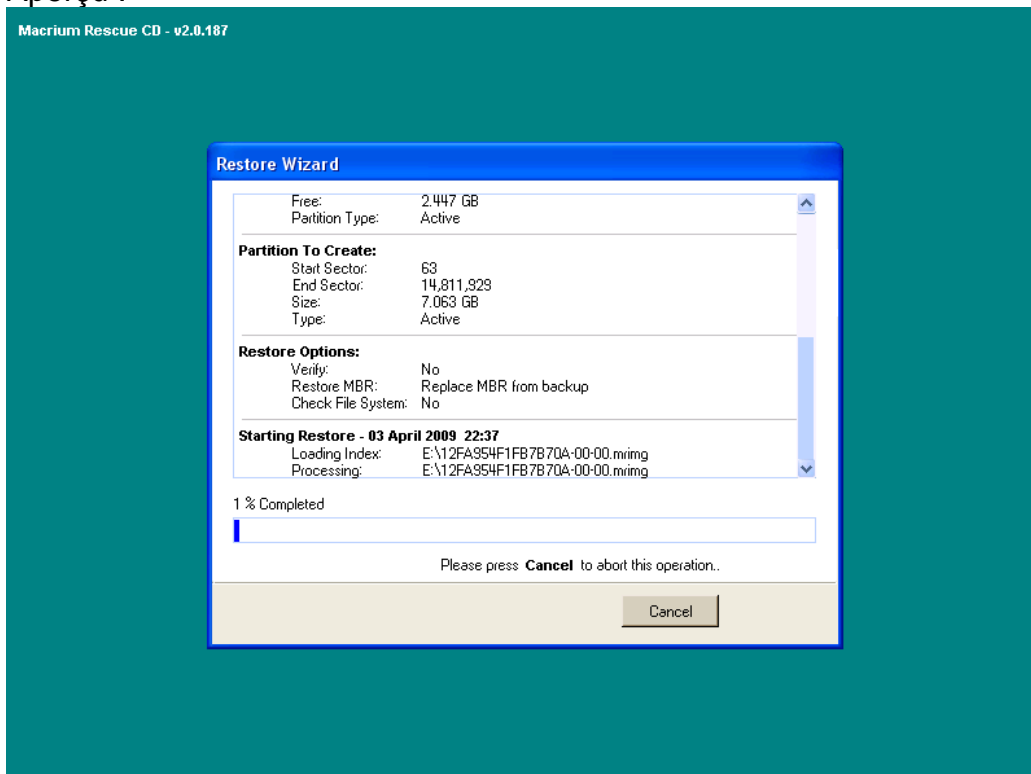 Aperçu :
Macrium Rescue CD - v2.0.187
Restore Wizard
Free: 2.447 GB
Partition Type: Active
Partition To Create:
Start Sector: 63
End Sector: 14,811,929
Size: 7.063 GB
Type: Active
Restore Options:
Verify: No
Restore MBR: Replace MBR from backup
Check File System: No
Starting Restore - 03 April 2009 22:37
Loading Index: E:\12FA954F1FB7B70A-00-00.mrimg
Processing: E:\12FA954F1FB7B70A-00-00.mrimg
1 % Completed
Please press Cancel to abort this operation..
Cancel